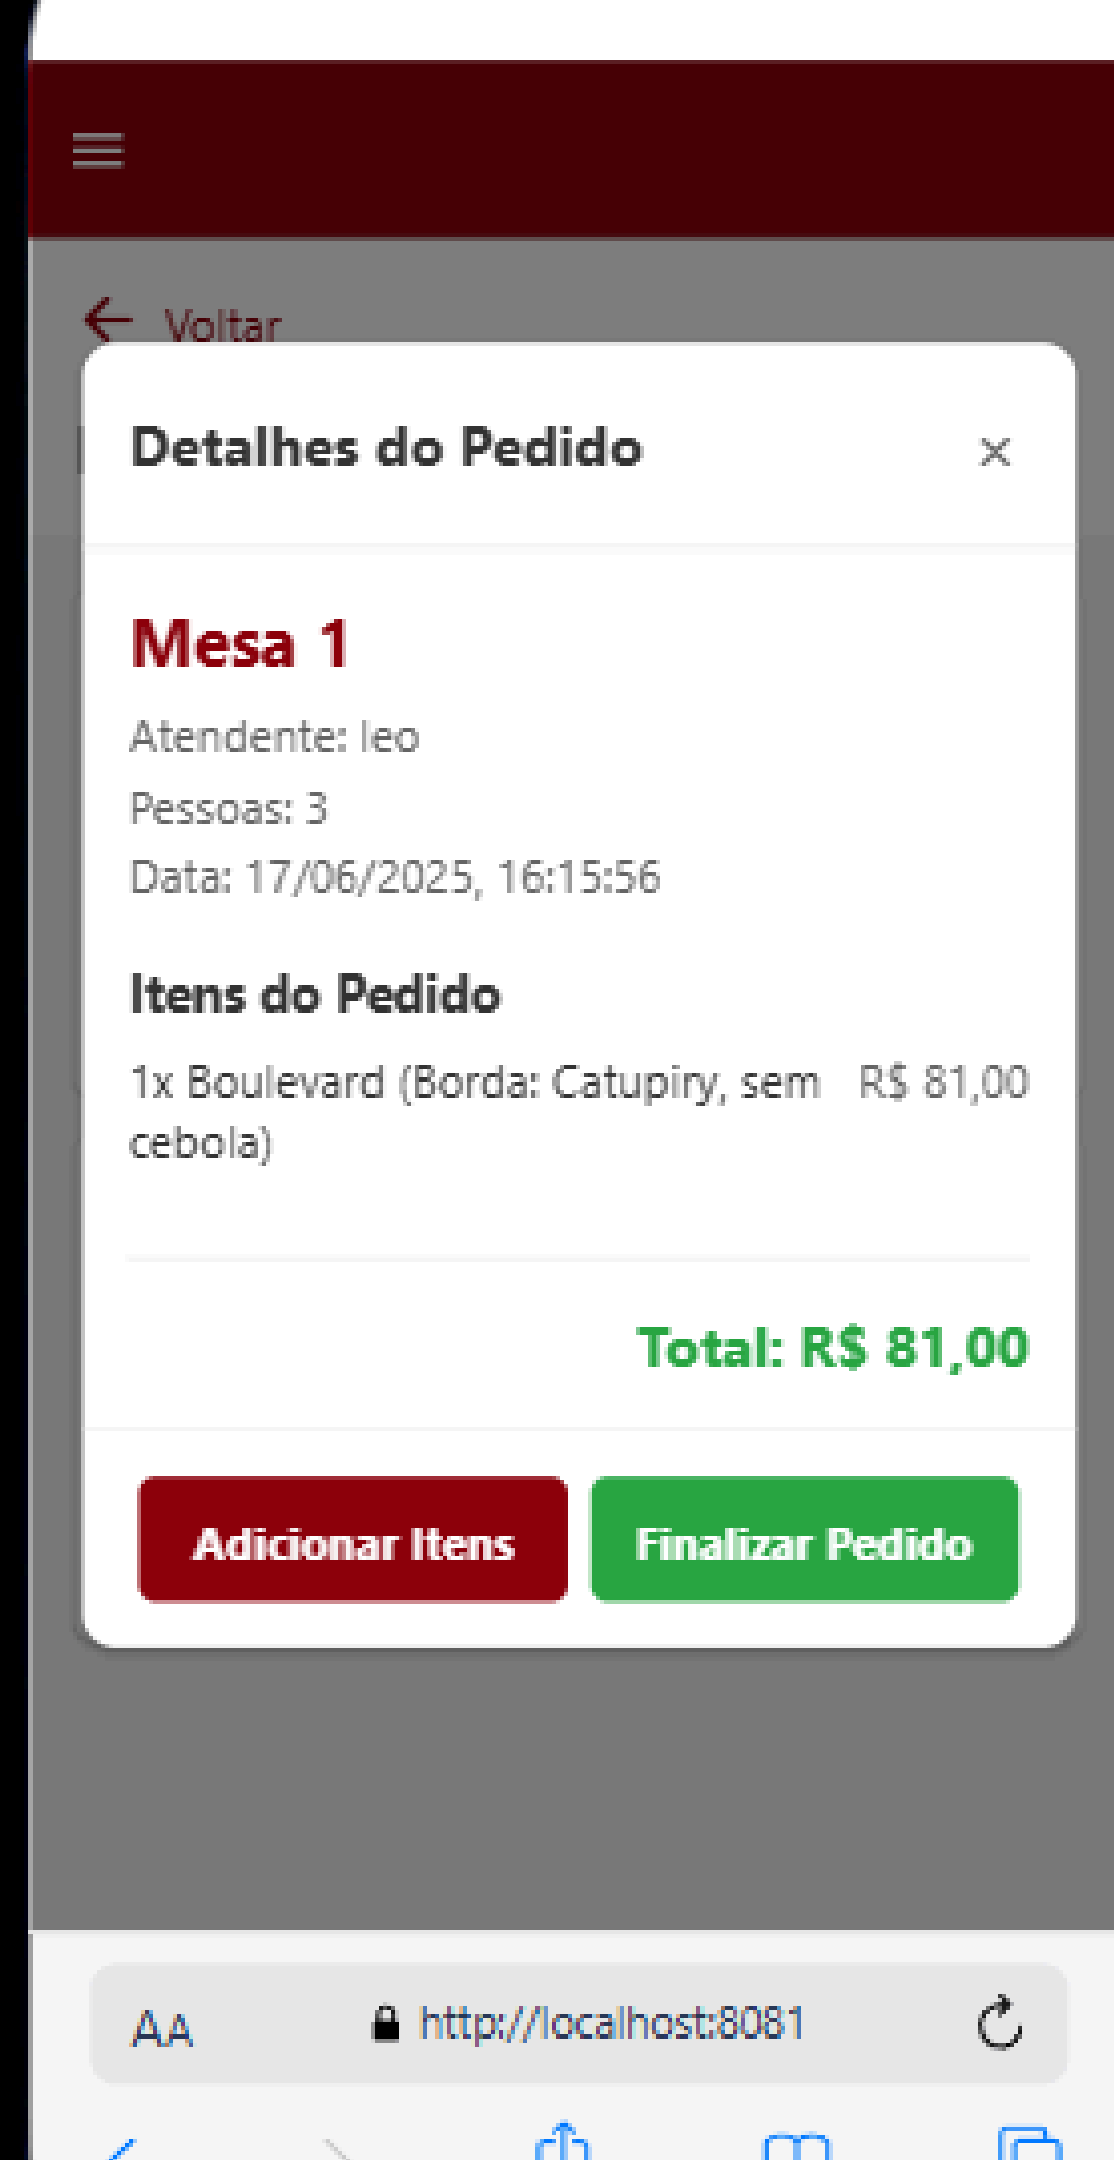 Voltar
Detalhes do Pedido
Mesa 1
Atendente: leo
Pessoas: 3
Data: 17/06/2025, 16:15:56
Itens do Pedido
1x Boulevard (Borda: Catupiry, sem R$ 81,00
cebola)
Total: R$ 81,00
Adicionar Itens Finalizar Pedido
AA http://localhost:8081